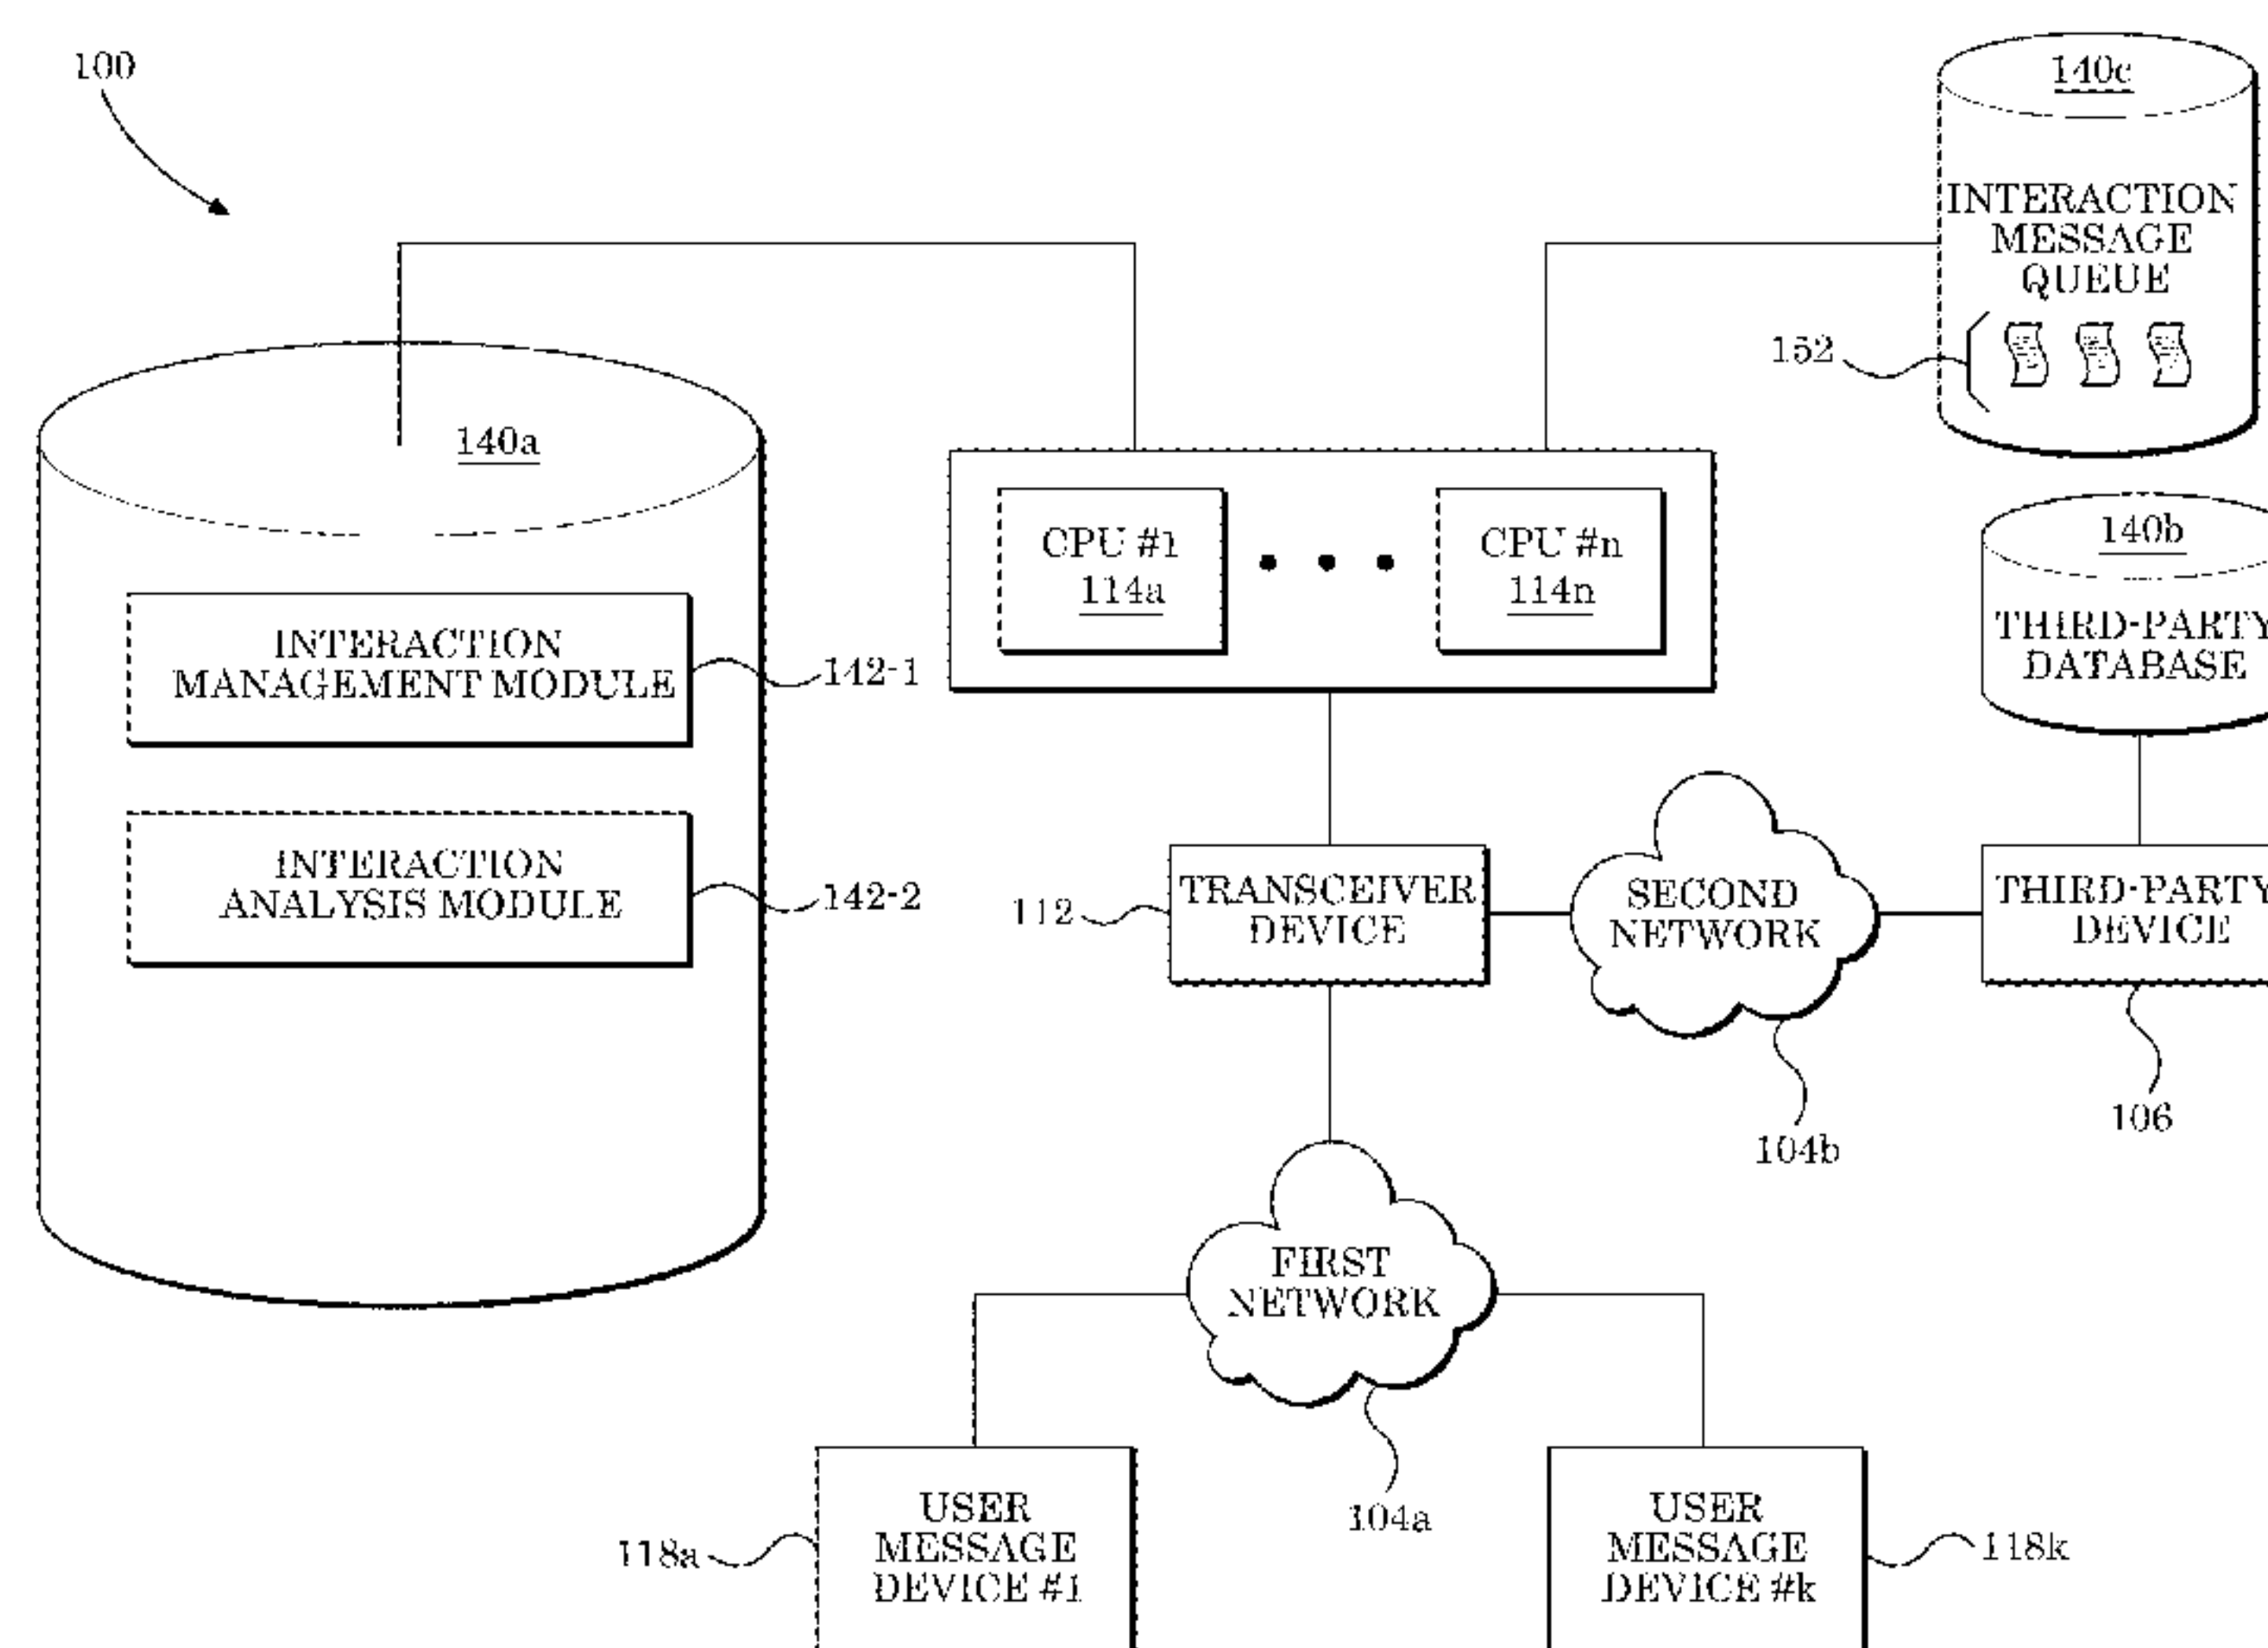 100
140c
INTERACTION
MESSAGE
QUEUE
152
140a
CPU #1
114a
CPU #n
114n
140b
THIRD-PARTY
DATABASE
INTERACTION
MANAGEMENT MODULE
142-1
INTERACTION
ANALYSIS MODULE
142-2
112
TRANSCEIVER
DEVICE
SECOND
NETWORK
THIRD-PARTY
DEVICE
106
104b
FIRST
NETWORK
104a
118a
USER
MESSAGE
DEVICE #1
USER
MESSAGE
DEVICE #k
118k